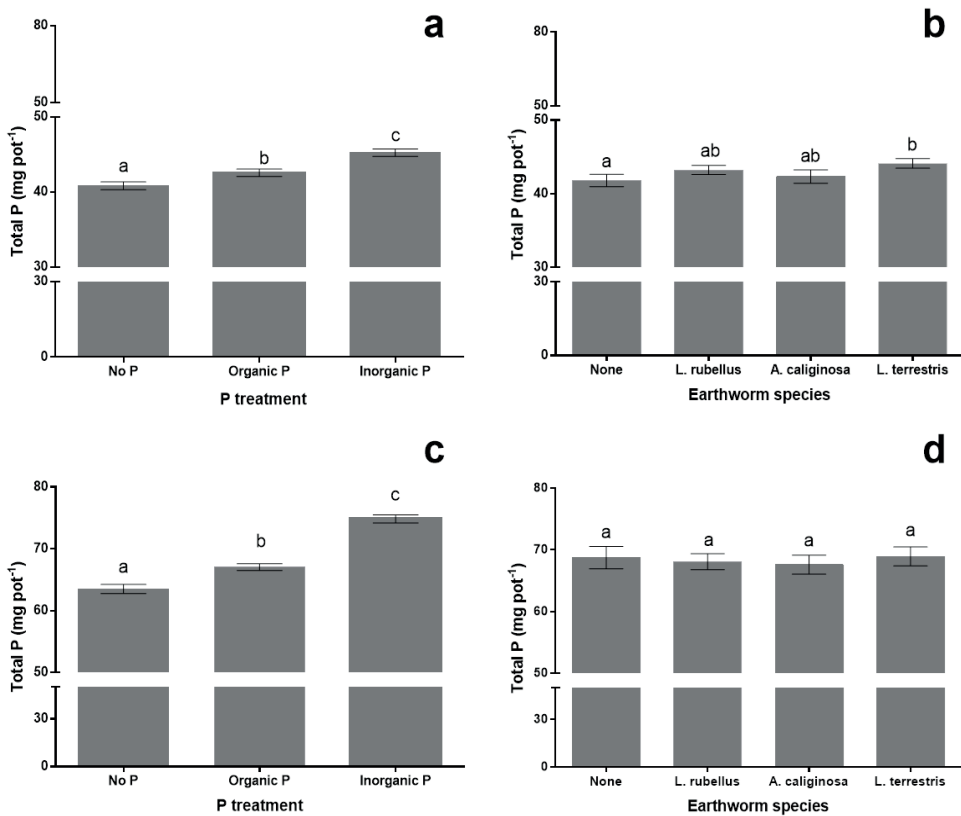 a
80
50
50
40
30
30
0
Total P (mg pot⁻¹)
a
b
c
No P
Organic P
Inorganic P
P treatment
b
80
50
50
40
30
30
0
Total P (mg pot⁻¹)
a
ab
ab
b
None
L. rubellus
A. caliginosa
L. terrestris
Earthworm species
c
80
70
60
50
30
0
Total P (mg pot⁻¹)
a
b
c
No P
Organic P
Inorganic P
P treatment
d
80
70
60
50
30
0
Total P (mg pot⁻¹)
a
a
a
a
None
L. rubellus
A. caliginosa
L. terrestris
Earthworm species